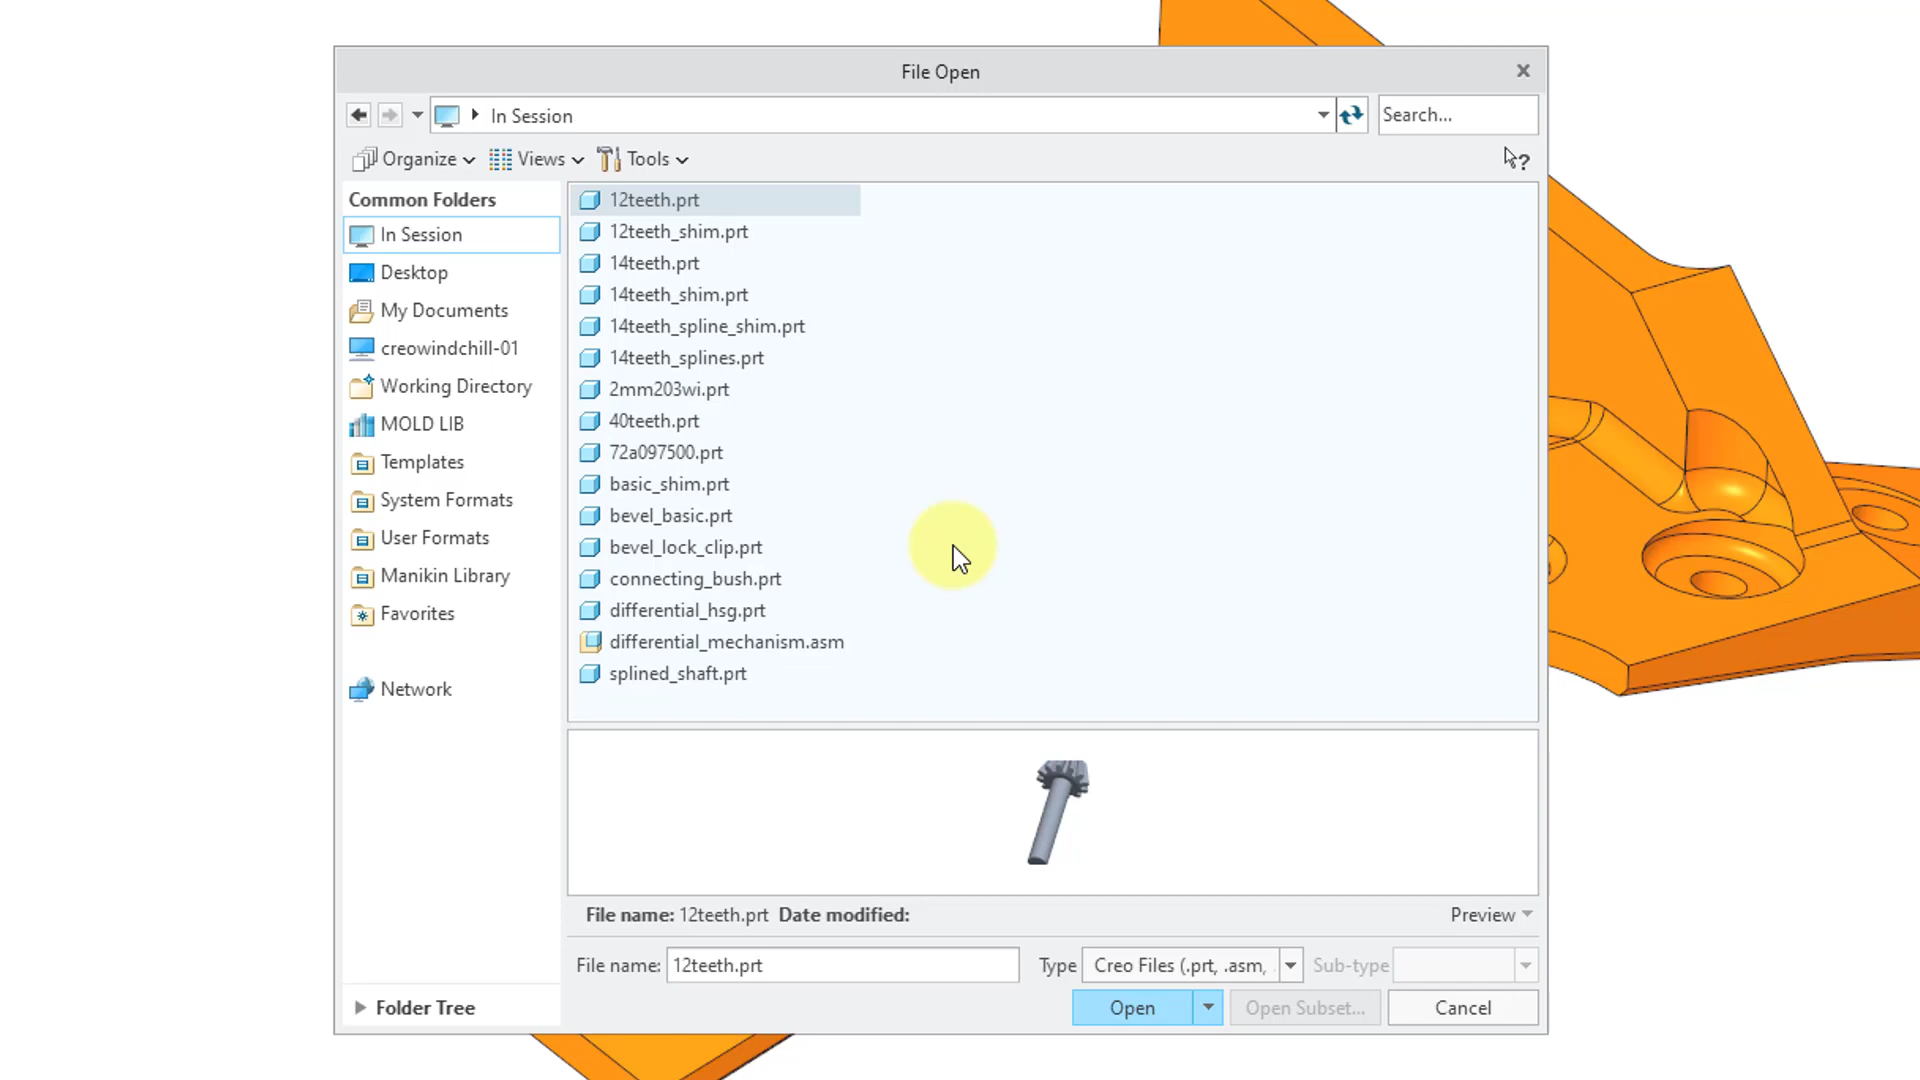 File Open
In Session
Search...
Organize
Views
Tools
?
Common Folders
In Session
Desktop
My Documents
creowindchill-01
Working Directory
MOLD LIB
Templates
System Formats
User Formats
Manikin Library
Favorites
Network
Folder Tree
12teeth.prt
12teeth_shim.prt
14teeth.prt
14teeth_shim.prt
14teeth_spline_shim.prt
14teeth_splines.prt
2mm203wi.prt
40teeth.prt
72a097500.prt
basic_shim.prt
bevel_basic.prt
bevel_lock_clip.prt
connecting_bush.prt
differential_hsg.prt
differential_mechanism.asm
splined_shaft.prt
File name: 12teeth.prt Date modified:
Preview
File name: 12teeth.prt
Type Creo Files (.prt, .asm,
Sub-type
Open
Open Subset...
Cancel